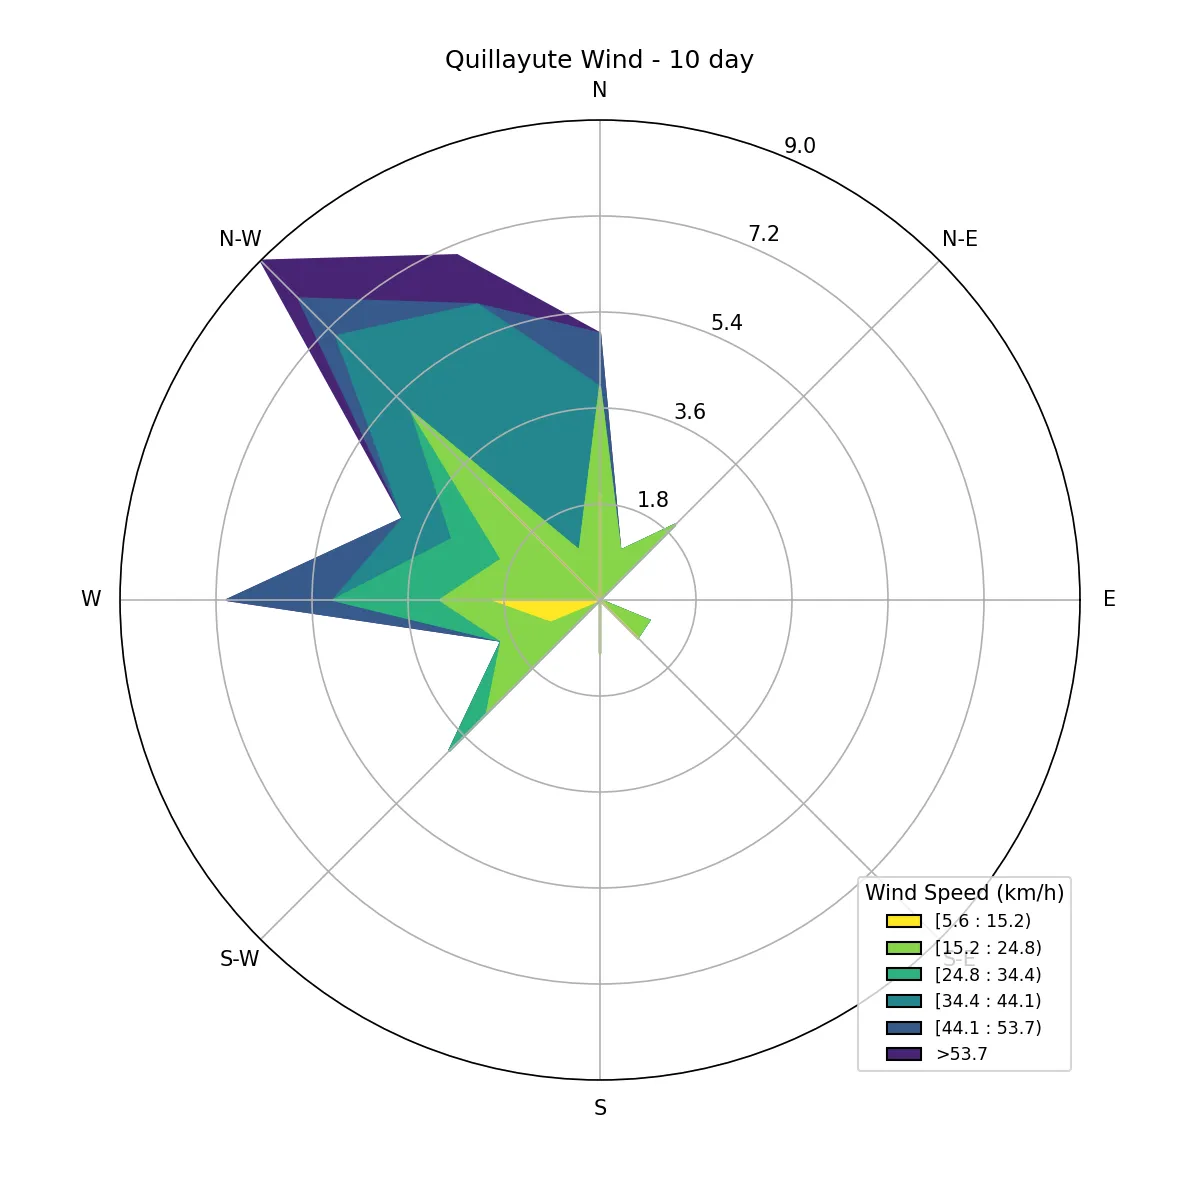 Quillayute Wind - 10 day
N
9.0
N-W
7.2
N-E
5.4
3.6
1.8
W
E
Wind Speed (km/h)
[5.6 : 15.2)
[15.2 : 24.8)
S-W
S-E
[24.8 : 34.4)
[34.4 : 44.1)
[44.1 : 53.7)
>53.7
S